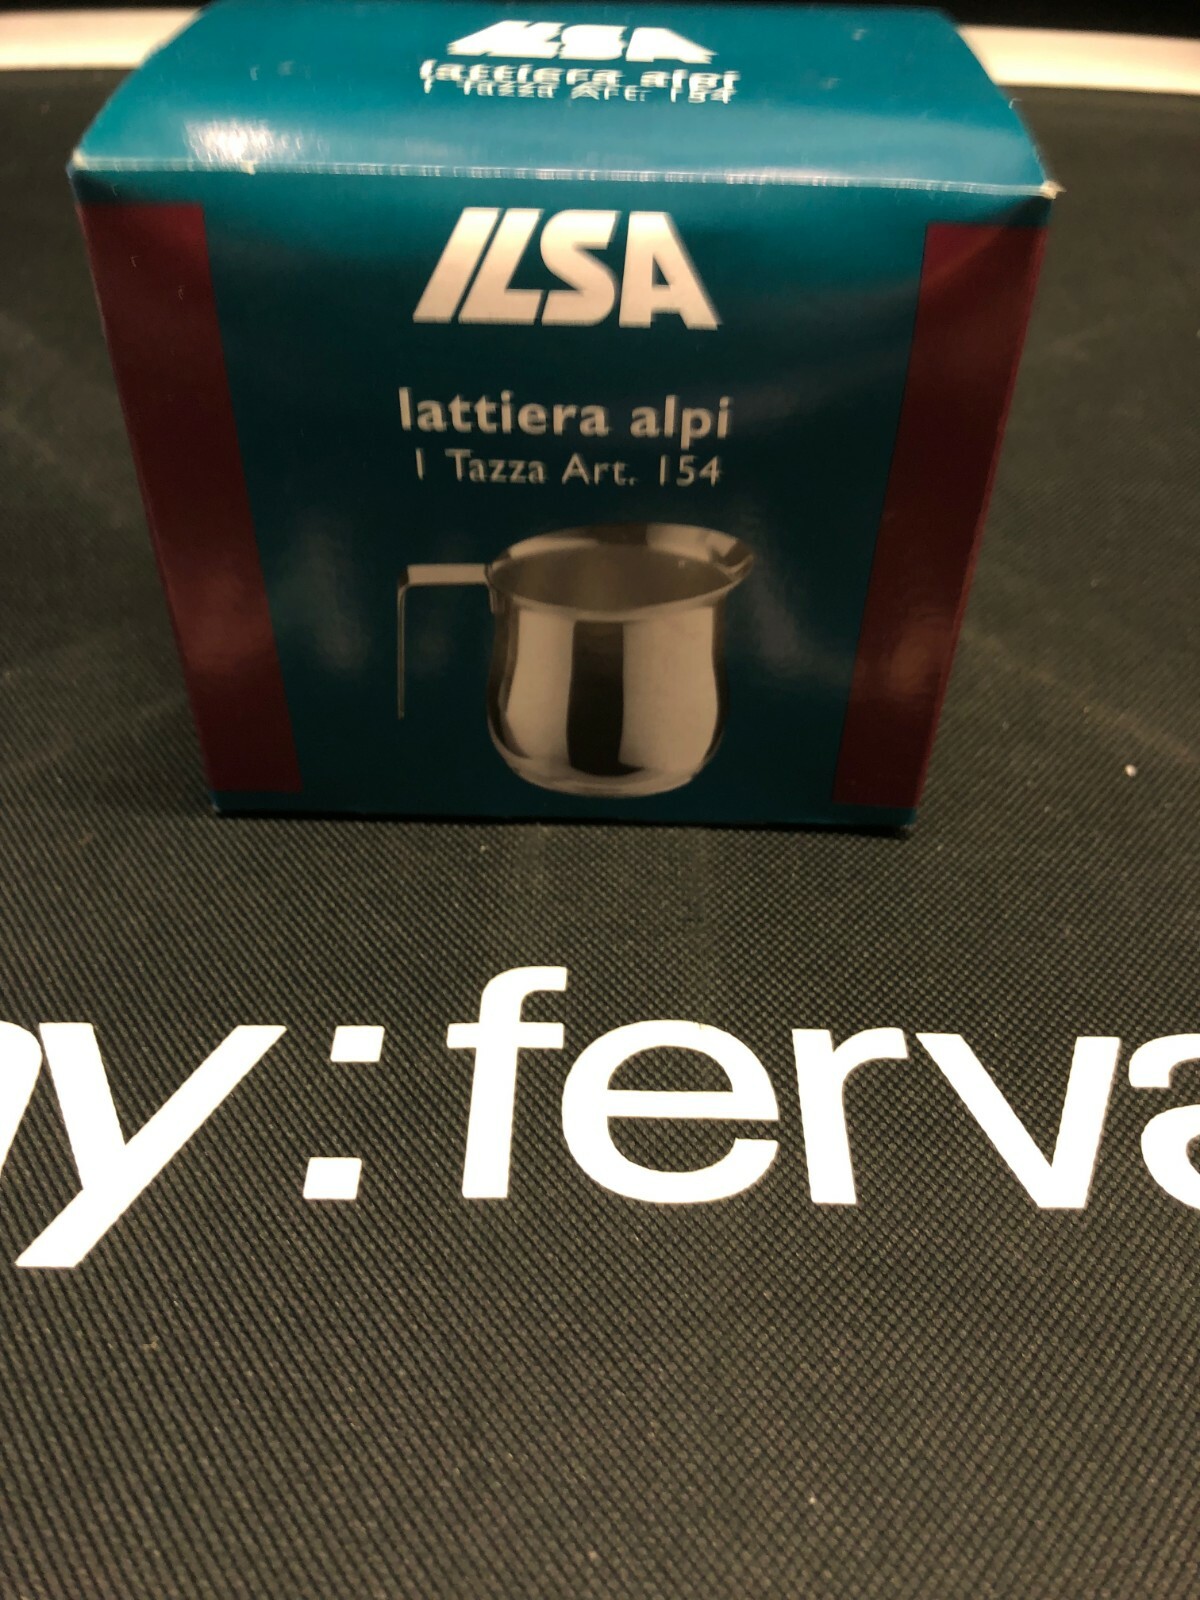 ILSA
lattiera alpi
1 Tazza Art. 154
ILSA
lattiera alpi
1 Tazza Art. 154
y:ferva